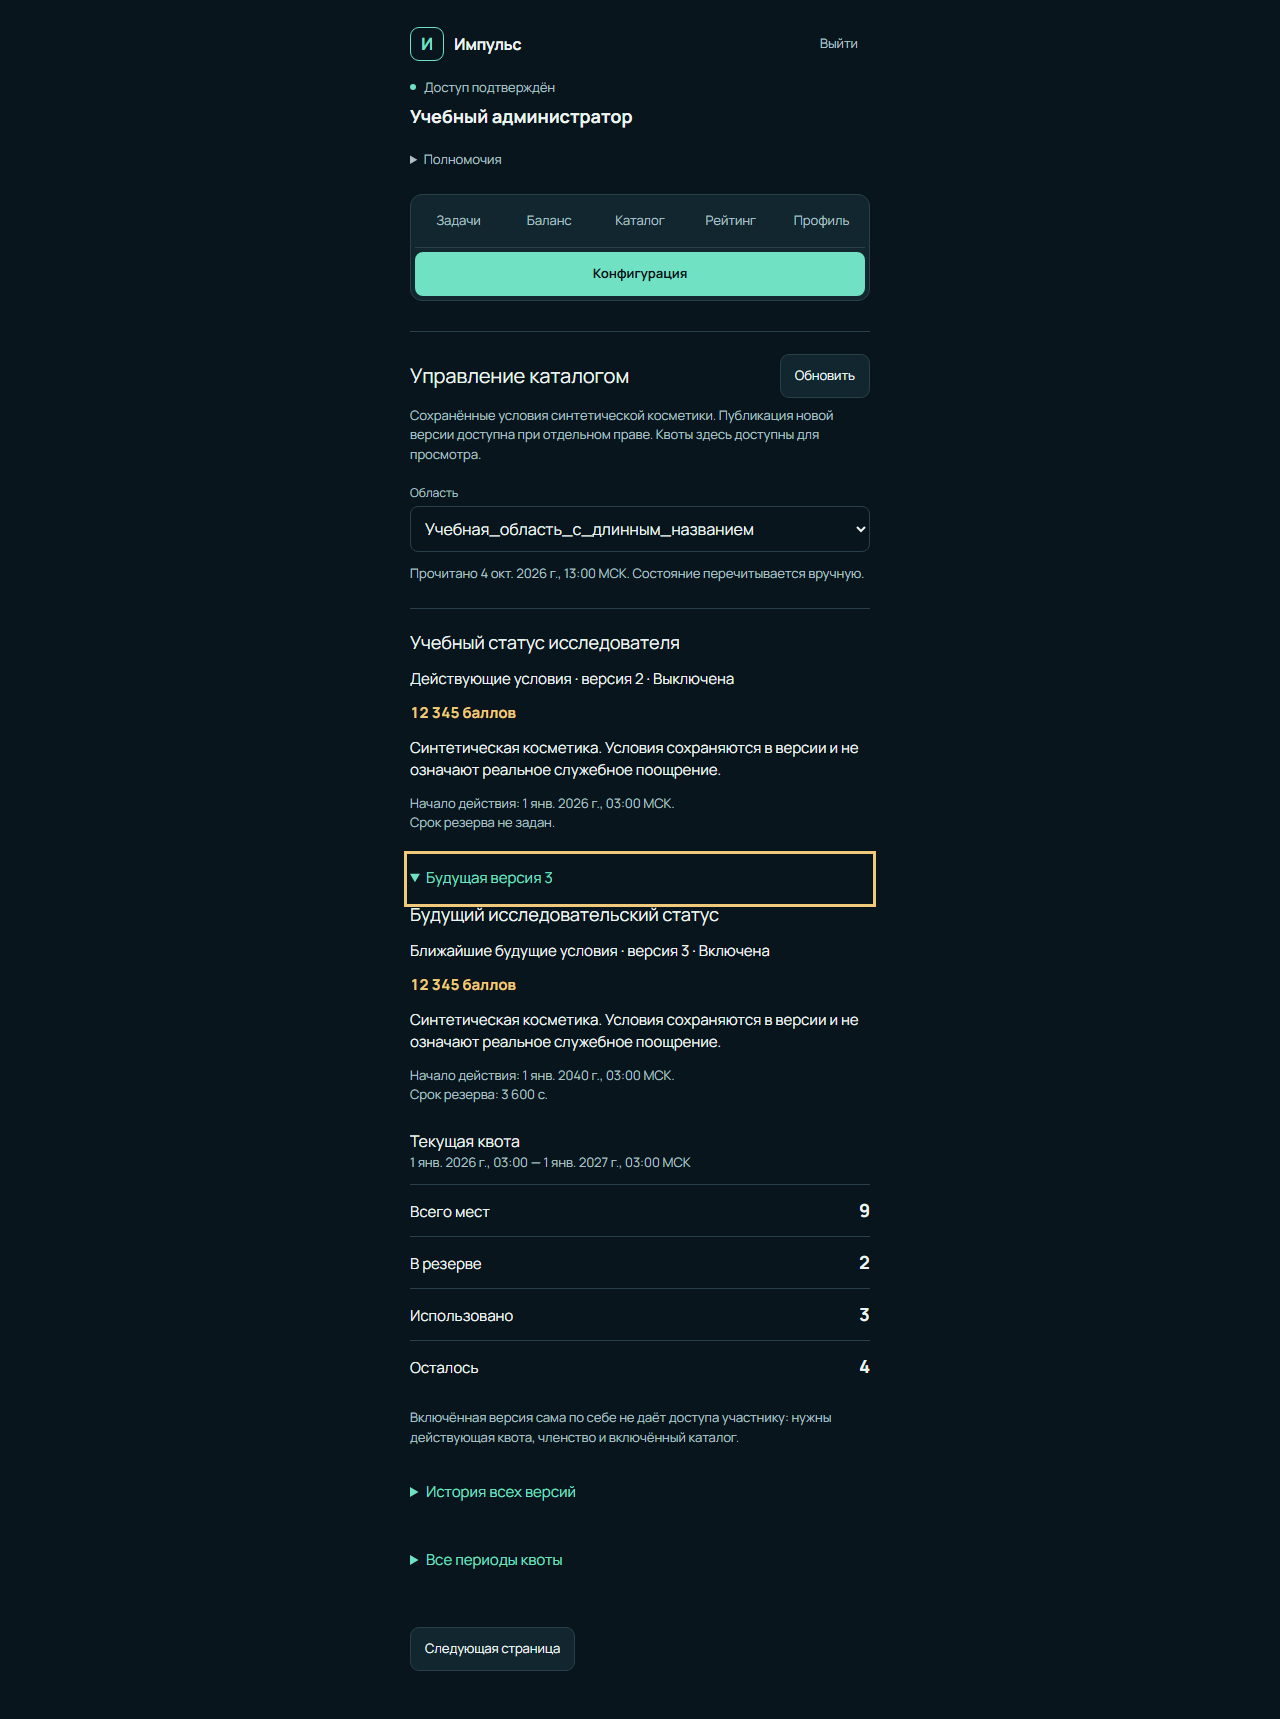 И Импульс
Выйти
Доступ подтверждён
Учебный администратор
Полномочия
Задачи Баланс Каталог Рейтинг Профиль
Конфигурация
Управление каталогом
Обновить
Сохранённые условия синтетической косметики. Публикация новой
версии доступна при отдельном праве. Квоты здесь доступны для
просмотра.
Область
Учебная_область_с_длинным_названием
Прочитано 4 окт. 2026 г., 13:00 МСК. Состояние перечитывается вручную.
Учебный статус исследователя
Действующие условия · версия 2 · Выключена
12 345 баллов
Синтетическая косметика. Условия сохраняются в версии и не
означают реальное служебное поощрение.
Начало действия: 1 янв. 2026 г., 03:00 МСК.
Срок резерва не задан.
Будущая версия 3
Будущий исследовательский статус
Ближайшие будущие условия · версия 3 · Включена
12 345 баллов
Синтетическая косметика. Условия сохраняются в версии и не
означают реальное служебное поощрение.
Начало действия: 1 янв. 2040 г., 03:00 МСК.
Срок резерва: 3 600 с.
Текущая квота
1 янв. 2026 г., 03:00 — 1 янв. 2027 г., 03:00 МСК
Всего мест 9
В резерве 2
Использовано 3
Осталось 4
Включённая версия сама по себе не даёт доступа участнику: нужны
действующая квота, членство и включённый каталог.
История всех версий
Все периоды квоты
Следующая страница